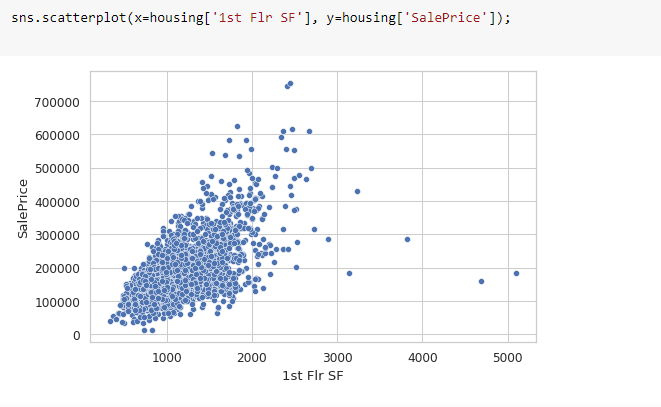 sns.scatterplot(x=housing['1st Flr SF'], y=housing['SalePrice']);
700000
600000
500000
400000
300000
200000
100000
0
SalePrice
1000 2000 3000 4000 5000
1st Flr SF